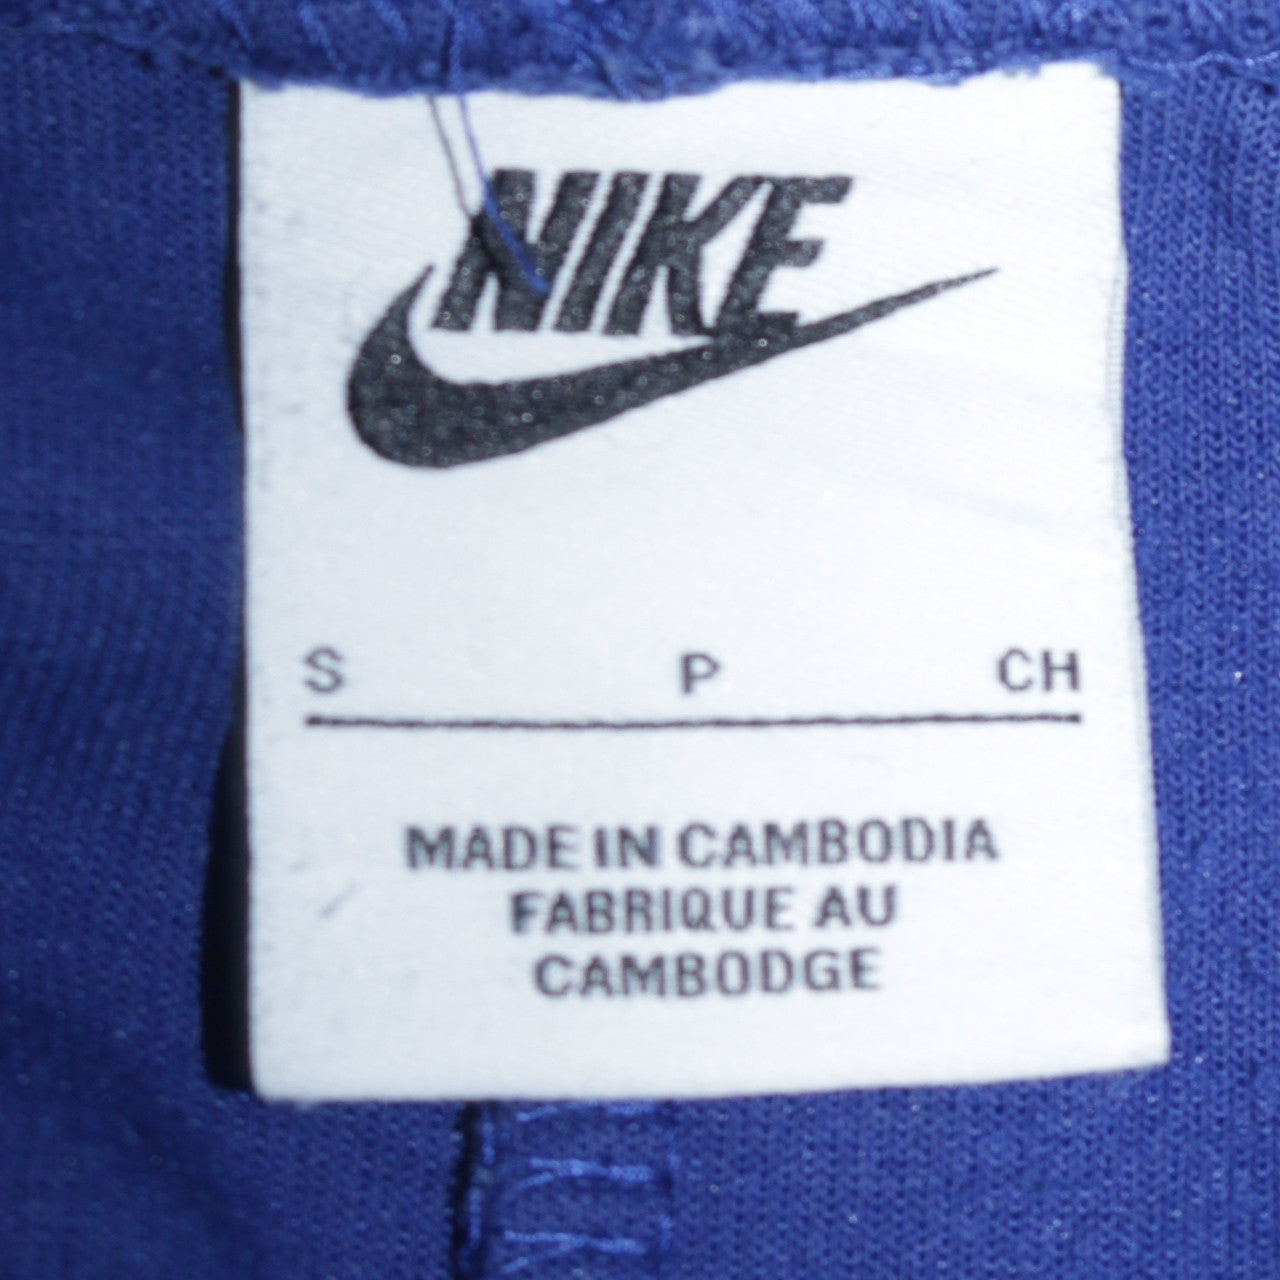 NIKE
S P CH
MADE IN CAMBODIA
FABRIQUE AU
CAMBODGE